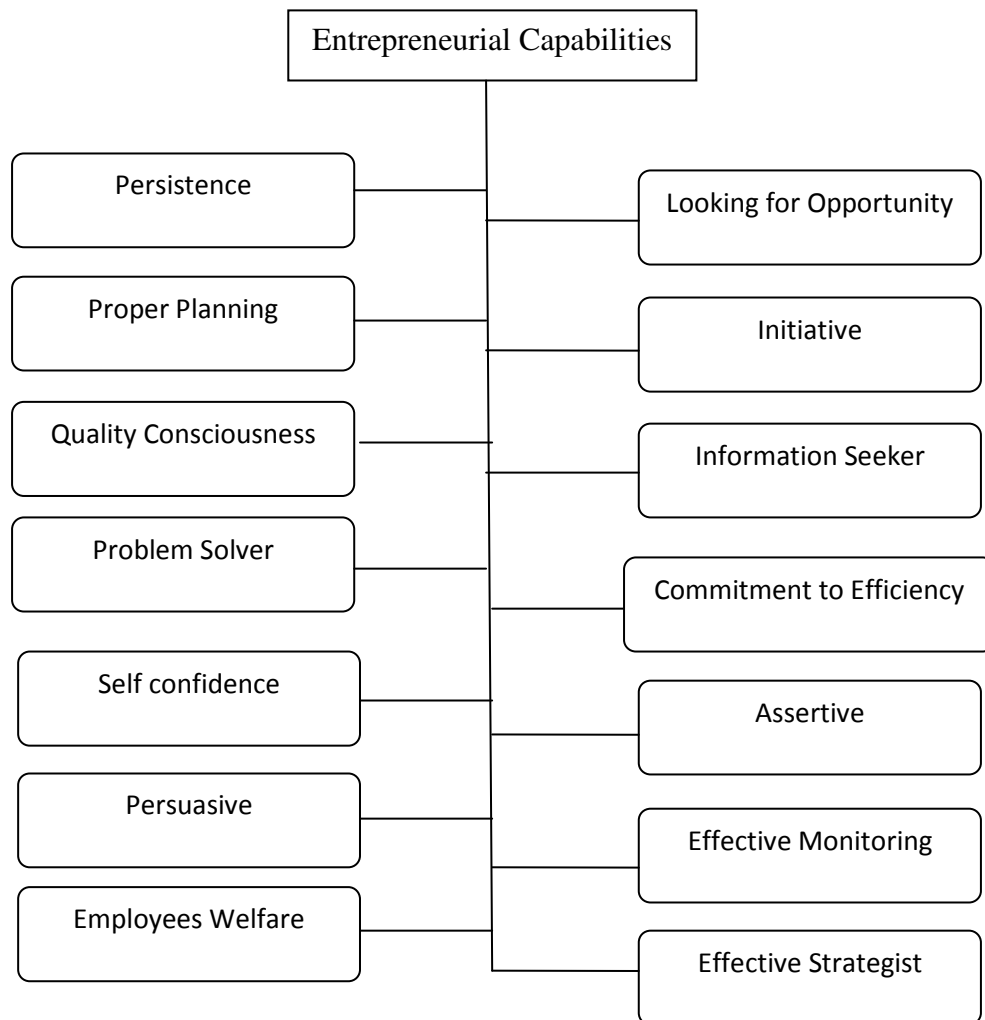 Entrepreneurial Capabilities
Persistence
Looking for Opportunity
Proper Planning
Initiative
Quality Consciousness
Information Seeker
Problem Solver
Commitment to Efficiency
Self confidence
Assertive
Persuasive
Effective Monitoring
Employees Welfare
Effective Strategist